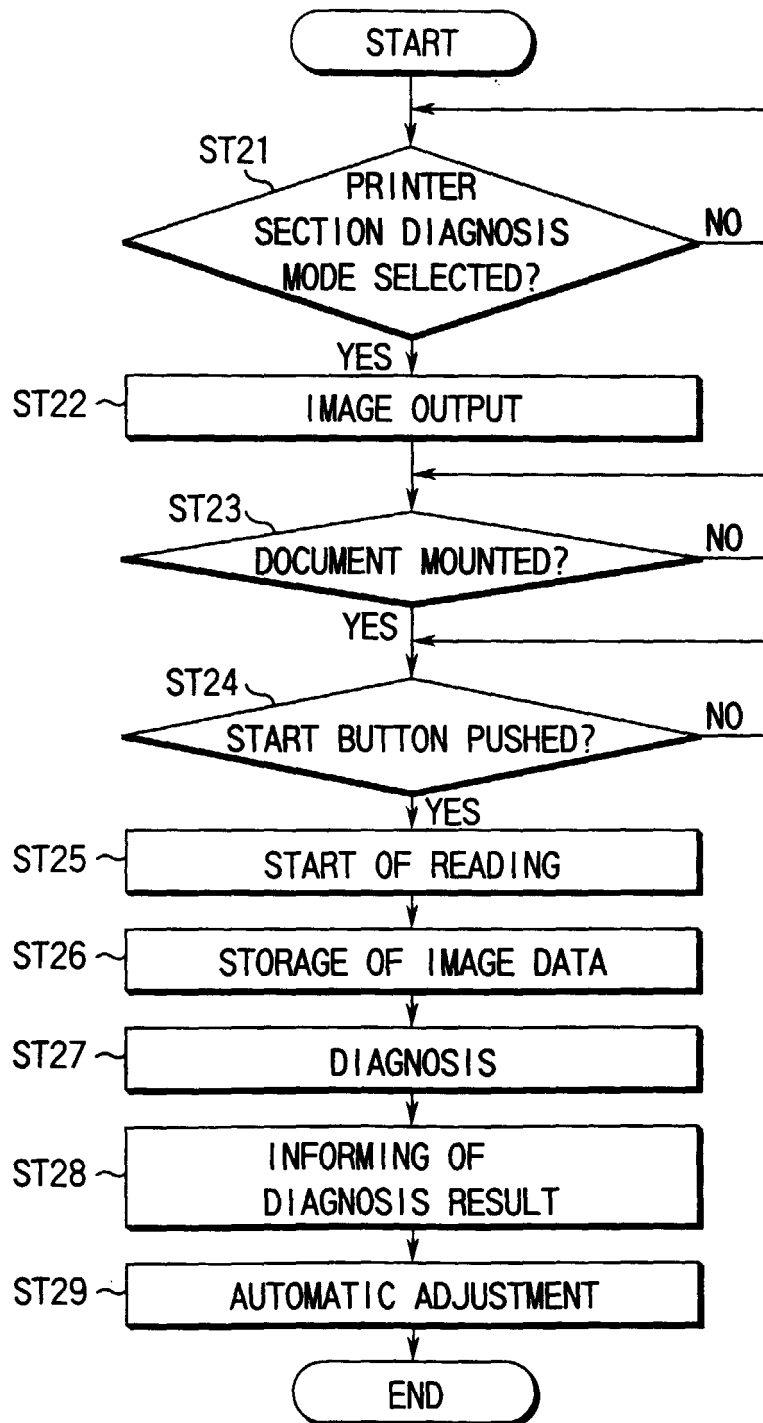 START
ST21
PRINTER
SECTION DIAGNOSIS
MODE SELECTED?
NO
YES
ST22
IMAGE OUTPUT
ST23
DOCUMENT MOUNTED?
NO
YES
ST24
START BUTTON PUSHED?
NO
YES
ST25
START OF READING
ST26
STORAGE OF IMAGE DATA
ST27
DIAGNOSIS
ST28
INFORMING OF
DIAGNOSIS RESULT
ST29
AUTOMATIC ADJUSTMENT
END